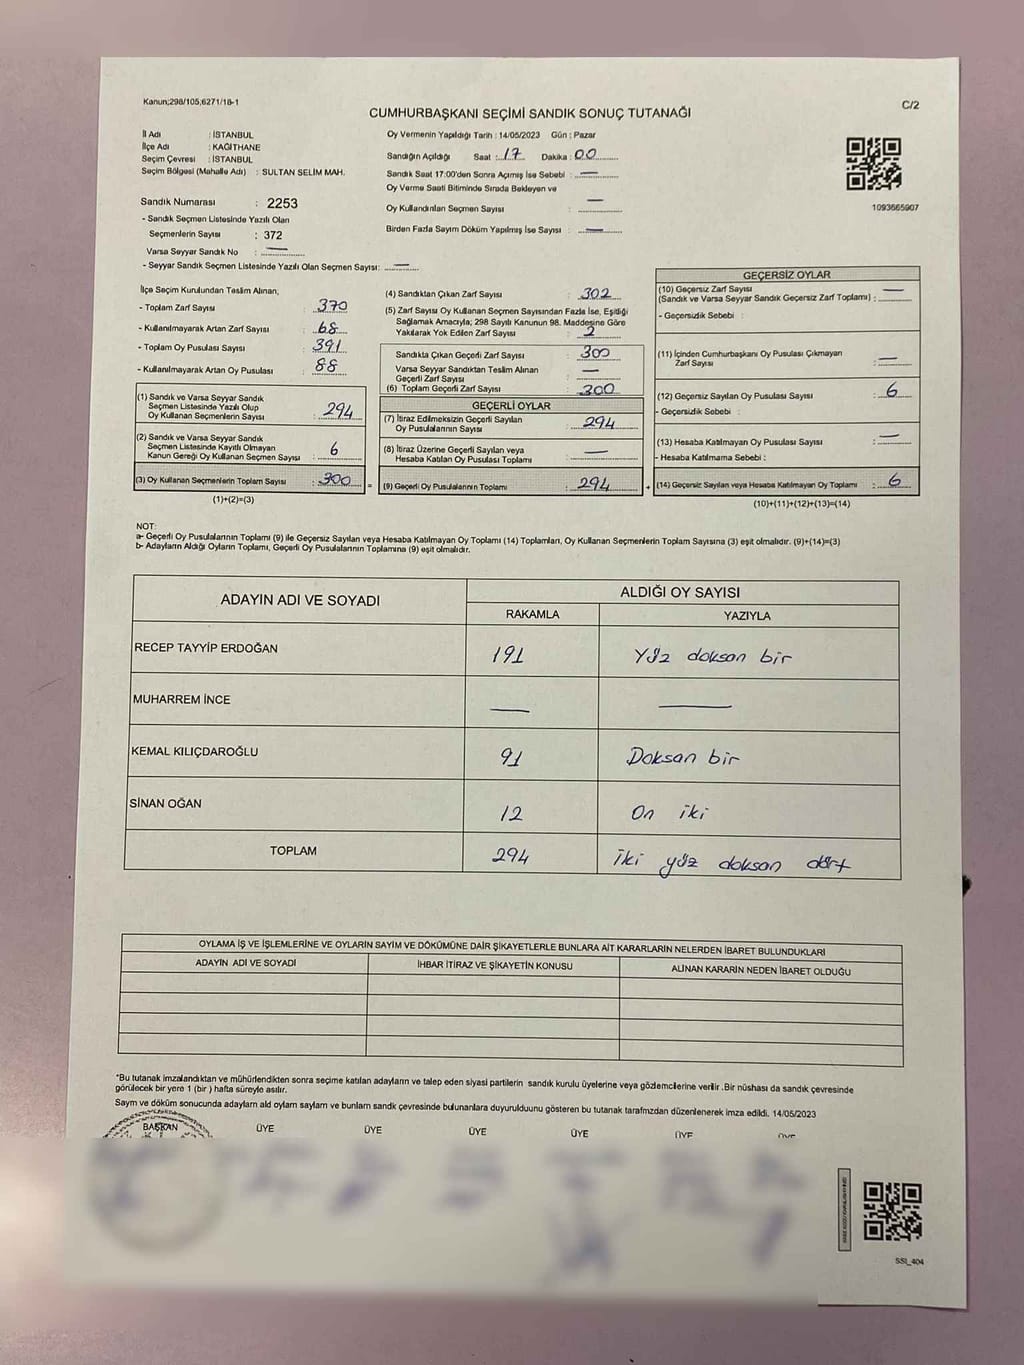 Kanun;298/105,6271/18-1
C/2
CUMHURBAŞKANI SEÇİMİ SANDIK SONUÇ TUTANAĞI
İl Adı : İSTANBUL
İlçe Adı : KAĞITHANE
Seçim Çevresi : İSTANBUL
Seçim Bölgesi (Mahalle Adı) : SULTAN SELİM MAH.
Sandık Numarası : 2253
- Sandık Seçmen Listesinde Yazılı Olan
Seçmenlerin Sayısı : 372
Varsa Seyyar Sandık No : —
- Seyyar Sandık Seçmen Listesinde Yazılı Olan Seçmen Sayısı: —
Oy Vermenin Yapıldığı Tarih : 14/05/2023 Gün : Pazar
Sandığın Açıldığı Saat : 17 Dakika : 00
Sandık Saat 17:00'den Sonra Açımış İse Sebebi : —
Oy Verme Saati Bitiminde Sırada Bekleyen ve
Oy Kullandırılan Seçmen Sayısı : —
Birden Fazla Sayım Döküm Yapılmış İse Sayısı : —
1093665907
İlçe Seçim Kurulundan Teslim Alınan;
- Toplam Zarf Sayısı : 370
- Kullanılmayarak Artan Zarf Sayısı : 68
- Toplam Oy Pusulası Sayısı : 391
- Kullanılmayarak Artan Oy Pusulası : 88
(1) Sandık ve Varsa Seyyar Sandık
Seçmen Listesinde Yazılı Olup
Oy Kullanan Seçmenlerin Sayısı : 294
(2) Sandık ve Varsa Seyyar Sandık
Seçmen Listesinde Kayıtlı Olmayan
Kanun Gereği Oy Kullanan Seçmen Sayısı : 6
(3) Oy Kullanan Seçmenlerin Toplam Sayısı : 300
(1)+(2)=(3)
(4) Sandıktan Çıkan Zarf Sayısı : 302
(5) Zarf Sayısı Oy Kullanan Seçmen Sayısından Fazla İse, Eşitliği
Sağlamak Amacıyla; 298 Sayılı Kanunun 98. Maddesine Göre
Yakılarak Yok Edilen Zarf Sayısı : 2
Sandıkta Çıkan Geçerli Zarf Sayısı : 300
Varsa Seyyar Sandıktan Teslim Alınan
Geçerli Zarf Sayısı : —
(6) Toplam Geçerli Zarf Sayısı : 300
GEÇERLİ OYLAR
(7) İtiraz Edilmeksizin Geçerli Sayılan
Oy Pusulalarının Sayısı : 294
(8) İtiraz Üzerine Geçerli Sayılan veya
Hesaba Katılan Oy Pusulası Toplamı : —
= (9) Geçerli Oy Pusulalarının Toplamı : 294 +
GEÇERSİZ OYLAR
(10) Geçersiz Zarf Sayısı —
(Sandık ve Varsa Seyyar Sandık Geçersiz Zarf Toplamı) :
- Geçersizlik Sebebi :
(11) İçinden Cumhurbaşkanı Oy Pusulası Çıkmayan
Zarf Sayısı : —
(12) Geçersiz Sayılan Oy Pusulası Sayısı : 6
- Geçersizlik Sebebi :
(13) Hesaba Katılmayan Oy Pusulası Sayısı : —
- Hesaba Katılmama Sebebi :
(14) Geçersiz Sayılan veya Hesaba Katılmayan Oy Toplamı : 6
(10)+(11)+(12)+(13)=(14)
NOT:
a- Geçerli Oy Pusulalarının Toplamı (9) ile Geçersiz Sayılan veya Hesaba Katılmayan Oy Toplamı (14) Toplamları, Oy Kullanan Seçmenlerin Toplam Sayısına (3) eşit olmalıdır. (9)+(14)=(3)
b- Adayların Aldığı Oyların Toplamı, Geçerli Oy Pusulalarının Toplamına (9) eşit olmalıdır.
ADAYIN ADI VE SOYADI ALDIĞI OY SAYISI
RAKAMLA YAZIYLA
RECEP TAYYİP ERDOĞAN 191 Yüz doksan bir
MUHARREM İNCE — —
KEMAL KILIÇDAROĞLU 91 Doksan bir
SİNAN OĞAN 12 On iki
TOPLAM 294 İki yüz doksan dört
OYLAMA İŞ VE İŞLEMLERİNE VE OYLARIN SAYIM VE DÖKÜMÜNE DAİR ŞİKAYETLERLE BUNLARA AİT KARARLARIN NELERDEN İBARET BULUNDUKLARI
ADAYIN ADI VE SOYADI İHBAR İTİRAZ VE ŞİKAYETİN KONUSU ALINAN KARARIN NEDEN İBARET OLDUĞU
*Bu tutanak imzalandıktan ve mühürlendikten sonra seçime katılan adayların ve talep eden siyasi partilerin sandık kurulu üyelerine veya gözlemcilerine verilir .Bir nüshası da sandık çevresinde
görülecek bir yere 1 (bir ) hafta süreyle asılır.
Sayım ve döküm sonucunda adayların ald oyların sayların ve bunların sandk çevresinde bulunanlara duyurulduunu gösteren bu tutanak tarafmzdan düzenlenerek imza edildi. 14/05/2023
BAŞKAN ÜYE ÜYE ÜYE ÜYE ÜYE ÜYE
SSI_404